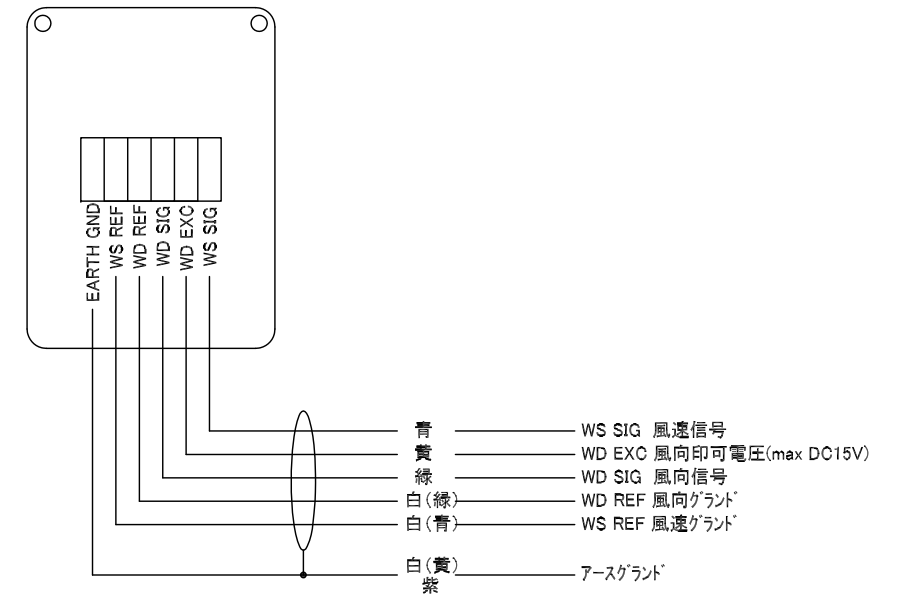 EARTH GND
WS REF
WD REF
WD SIG
WD EXC
WS SIG
青 WS SIG 風速信号
黄 WD EXC 風向印可電圧(max DC15V)
緑 WD SIG 風向信号
白(緑) WD REF 風向ｸﾞﾗﾝﾄﾞ
白(青) WS REF 風速ｸﾞﾗﾝﾄﾞ
白(黄) ｱｰｽｸﾞﾗﾝﾄﾞ
紫